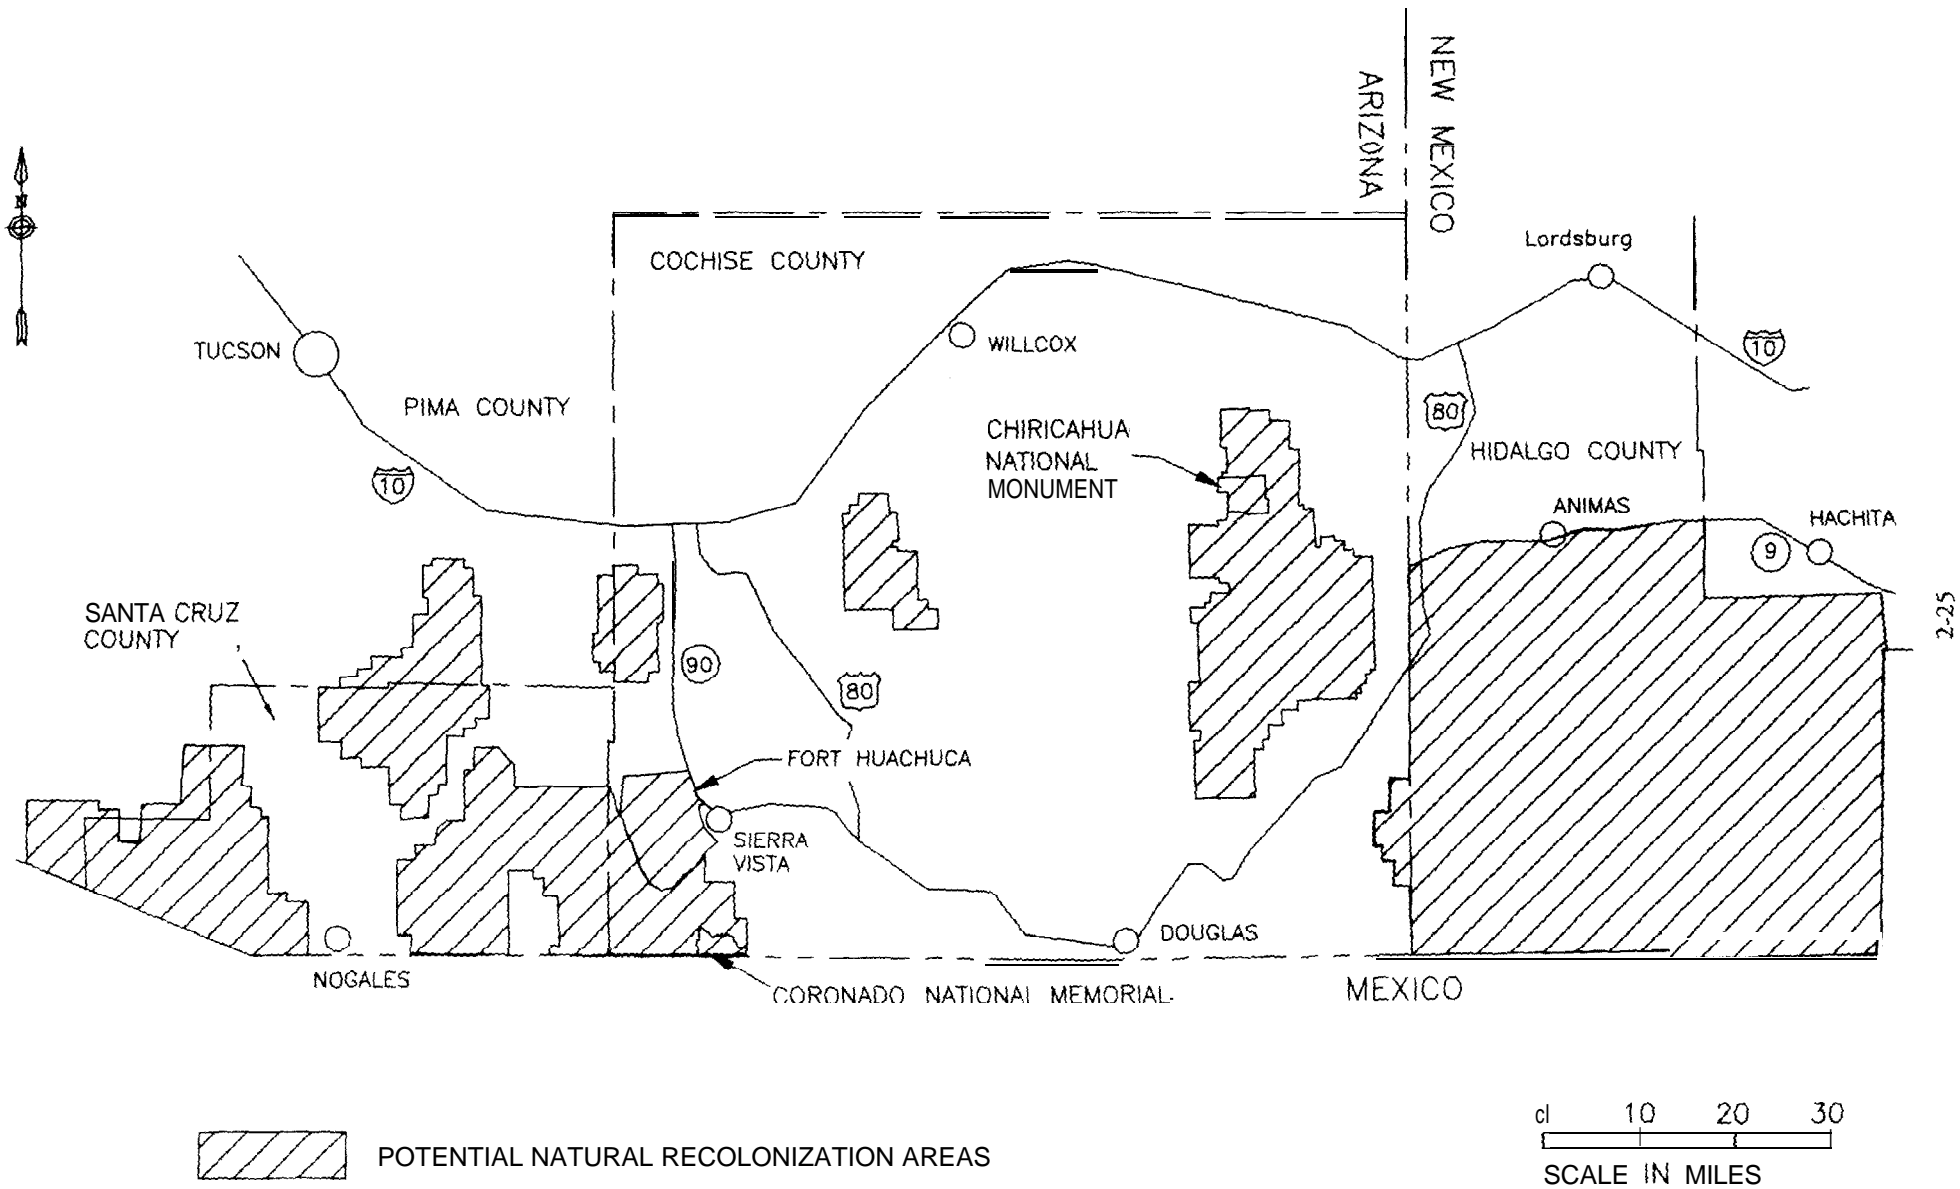 NEW MEXICO
ARIZONA
N
COCHISE COUNTY
Lordsburg
TUCSON
WILLCOX
10
PIMA COUNTY
80
CHIRICAHUA
NATIONAL
MONUMENT
HIDALGO COUNTY
10
ANIMAS
HACHITA
9
SANTA CRUZ
COUNTY
2-25
90
80
FORT HUACHUCA
SIERRA
VISTA
DOUGLAS
NOGALES
CORONADO NATIONAL MEMORIAL
MEXICO
cl 10 20 30
POTENTIAL NATURAL RECOLONIZATION AREAS
SCALE IN MILES